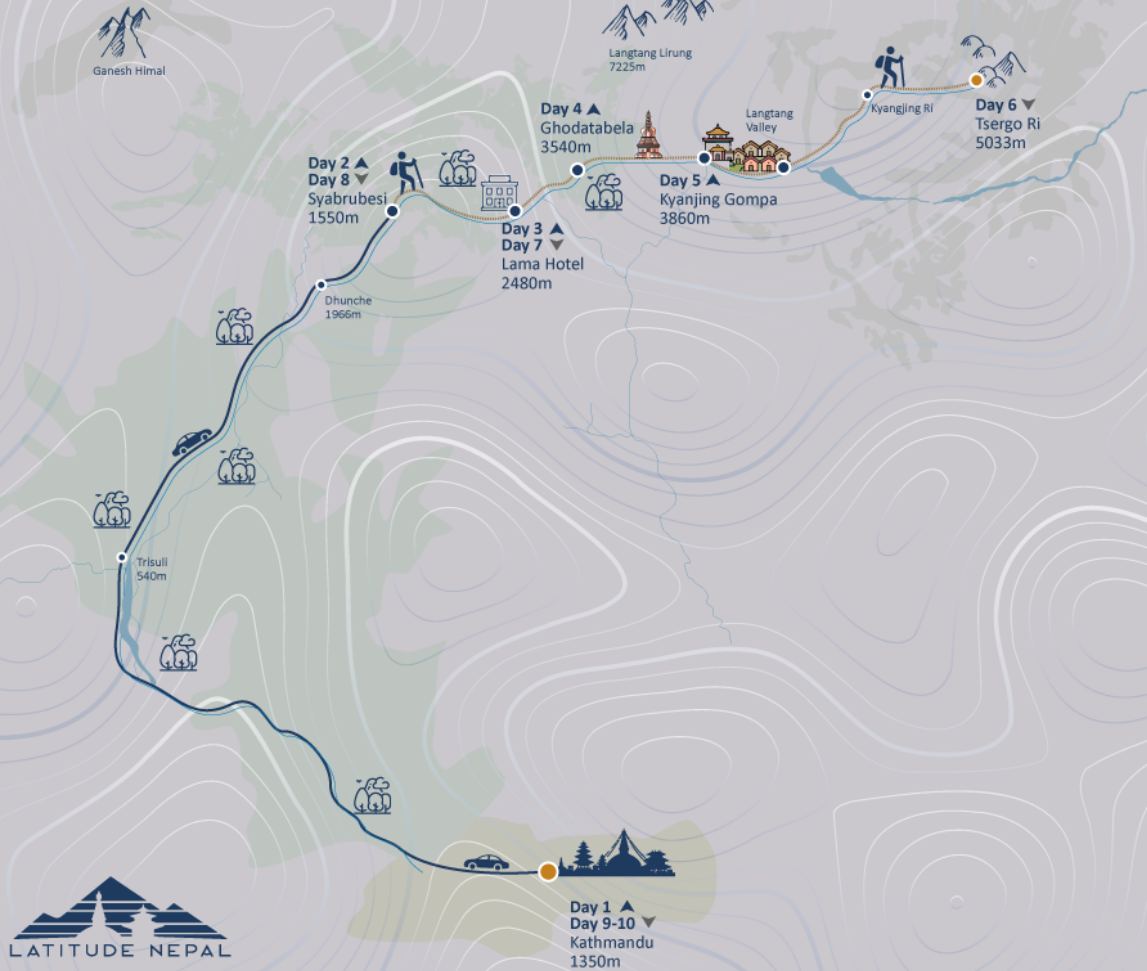 Ganesh Himal
Langtang Lirung
7225m
Kyangjing Ri
Day 6
Tsergo Ri
5033m
Langtang
Valley
Day 4
Ghodatabela
3540m
Day 5
Kyanjing Gompa
3860m
Day 2
Day 8
Syabrubesi
1550m
Day 3
Day 7
Lama Hotel
2480m
Dhunche
1966m
Trisuli
540m
Day 1
Day 9-10
Kathmandu
1350m
LATITUDE NEPAL